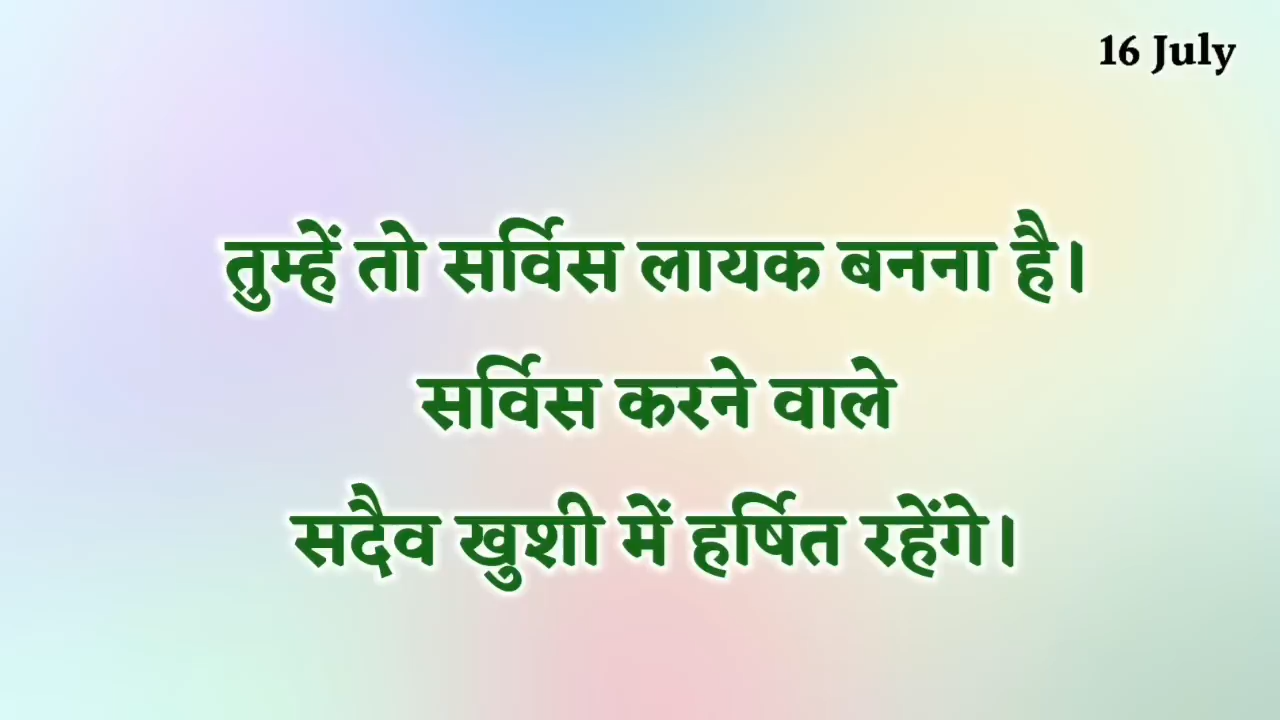 16 July
तुम्हें तो सर्विस लायक बनना है।
सर्विस करने वाले
सदैव खुशी में हर्षित रहेंगे।